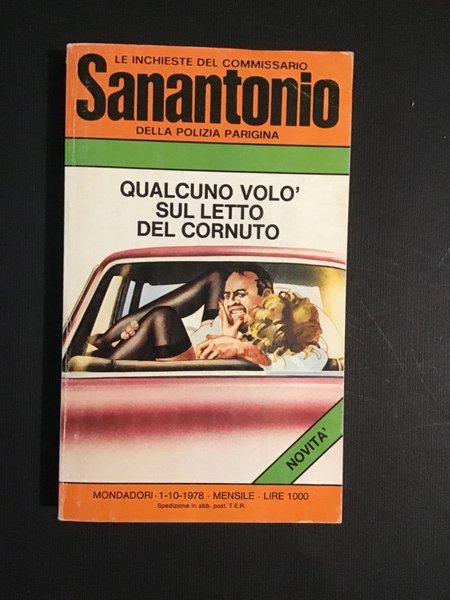 LE INCHIESTE DEL COMMISSARIO
Sanantonio
DELLA POLIZIA PARIGINA
QUALCUNO VOLO'
SUL LETTO
DEL CORNUTO
NOVITA'
MONDADORI · 1-10-1978 · MENSILE · LIRE 1000
Spedizione in abb. post. T.E.R.